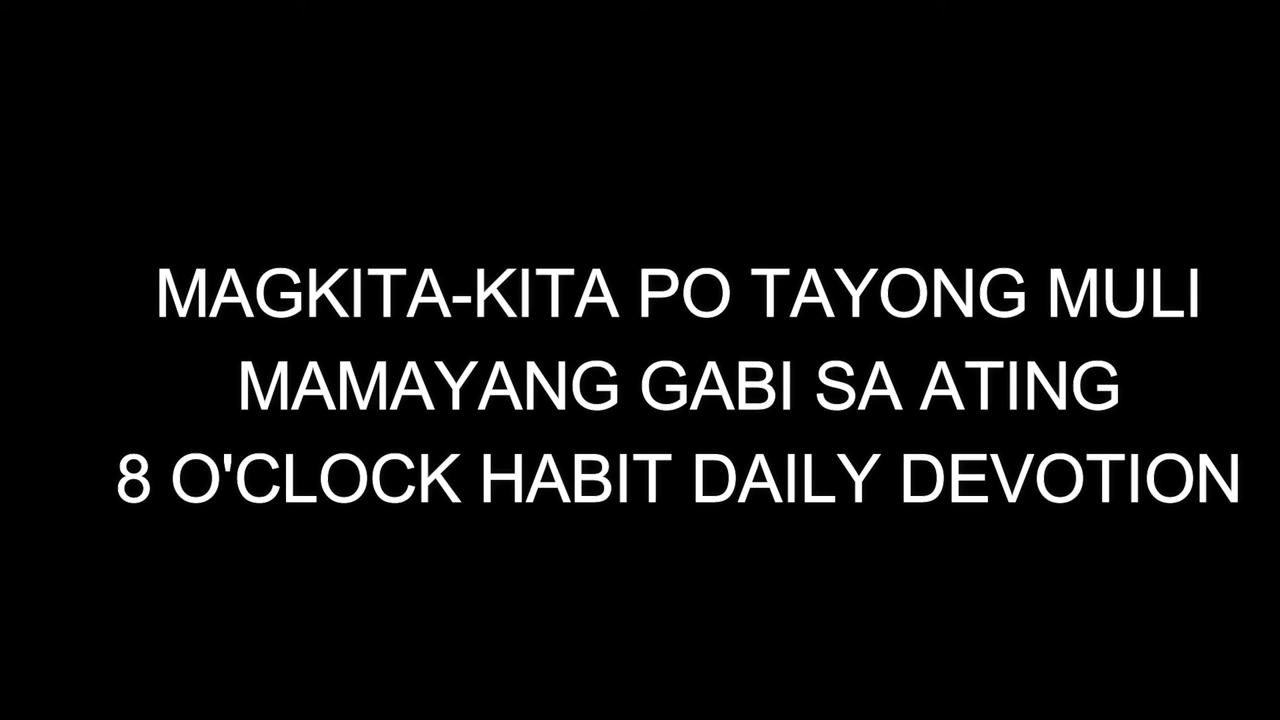 MAGKITA-KITA PO TAYONG MULI
MAMAYANG GABI SA ATING
8 O'CLOCK HABIT DAILY DEVOTION